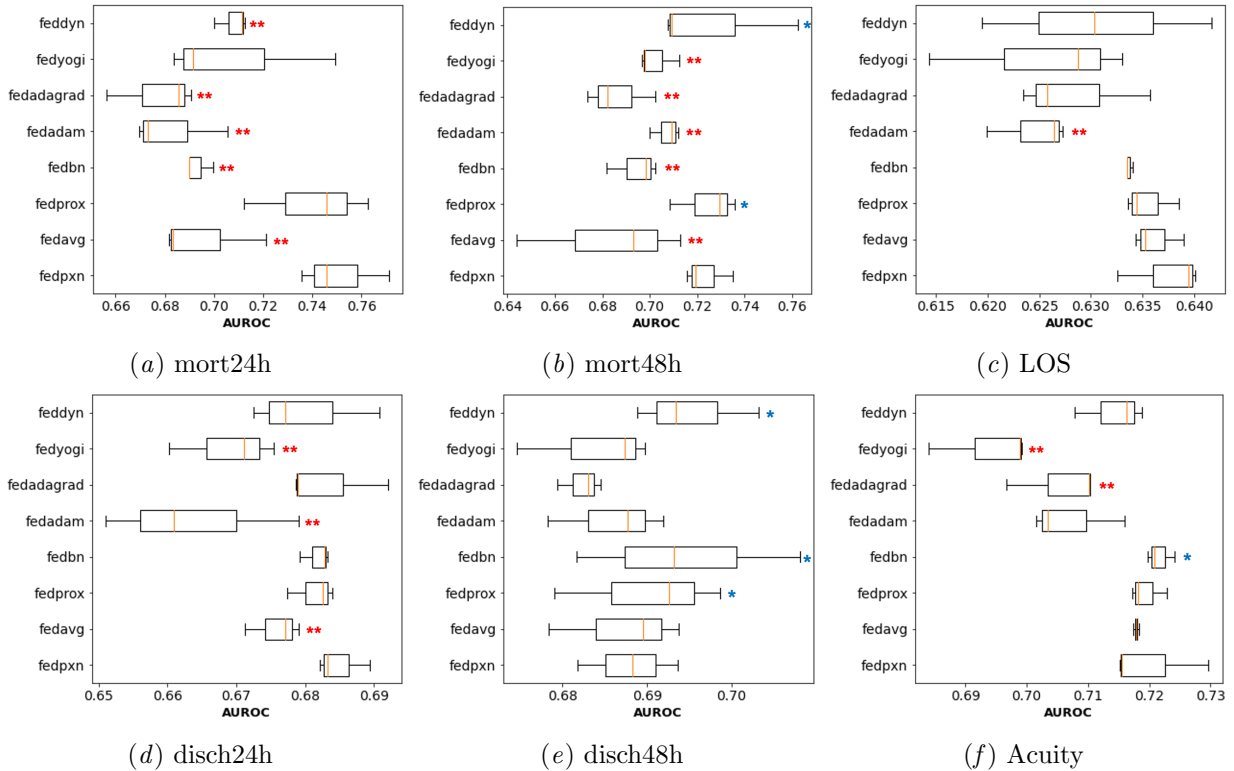 feddyn
fedyogi
fedadagrad
fedadam
fedbn
fedprox
fedavg
fedpxn
**
**
**
**
**
0.66 0.68 0.70 0.72 0.74 0.76
AUROC
(a) mort24h
feddyn
fedyogi
fedadagrad
fedadam
fedbn
fedprox
fedavg
fedpxn
*
**
**
**
**
*
**
0.64 0.66 0.68 0.70 0.72 0.74 0.76
AUROC
(b) mort48h
feddyn
fedyogi
fedadagrad
fedadam
fedbn
fedprox
fedavg
fedpxn
**
0.615 0.620 0.625 0.630 0.635 0.640
AUROC
(c) LOS
feddyn
fedyogi
fedadagrad
fedadam
fedbn
fedprox
fedavg
fedpxn
**
**
**
0.65 0.66 0.67 0.68 0.69
AUROC
(d) disch24h
feddyn
fedyogi
fedadagrad
fedadam
fedbn
fedprox
fedavg
fedpxn
*
*
*
0.68 0.69 0.70
AUROC
(e) disch48h
feddyn
fedyogi
fedadagrad
fedadam
fedbn
fedprox
fedavg
fedpxn
**
**
*
0.69 0.70 0.71 0.72 0.73
AUROC
(f) Acuity